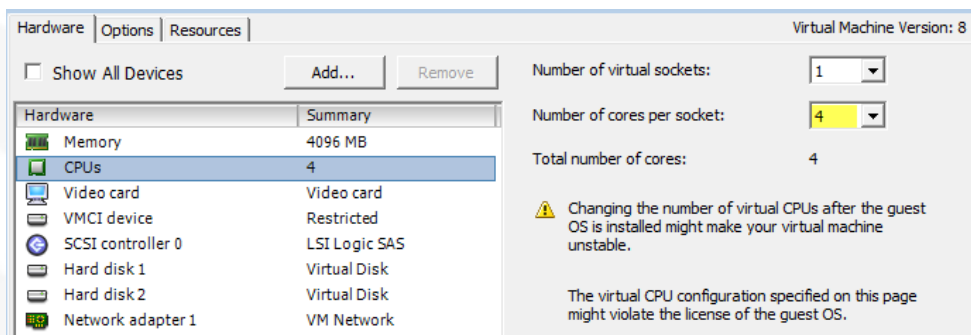 Hardware Options Resources Virtual Machine Version: 8
Show All Devices Add... Remove
Hardware Summary
Memory 4096 MB
CPUs 4
Video card Video card
VMCI device Restricted
SCSI controller 0 LSI Logic SAS
Hard disk 1 Virtual Disk
Hard disk 2 Virtual Disk
Network adapter 1 VM Network
Number of virtual sockets: 1
Number of cores per socket: 4
Total number of cores: 4
Changing the number of virtual CPUs after the guest
OS is installed might make your virtual machine
unstable.
The virtual CPU configuration specified on this page
might violate the license of the guest OS.